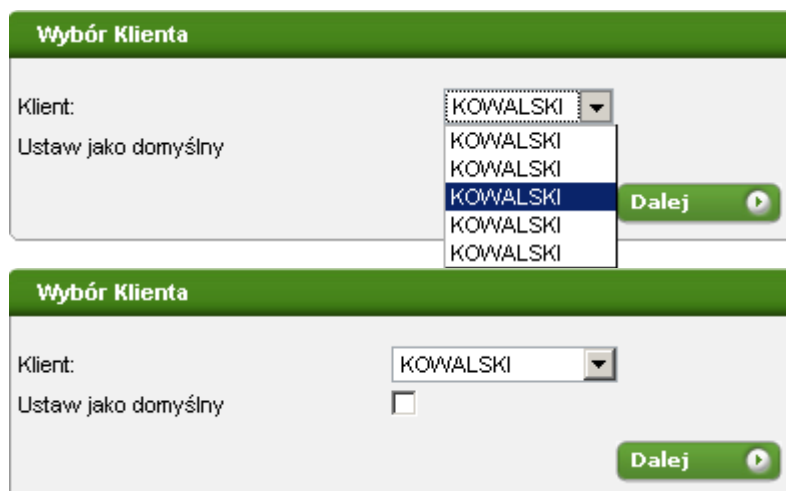 Wybór Klienta
Klient: KOWALSKI
KOWALSKI
Ustaw jako domyślny
KOWALSKI
KOWALSKI
Dalej
KOWALSKI
KOWALSKI
Wybór Klienta
Klient: KOWALSKI
Ustaw jako domyślny
Dalej